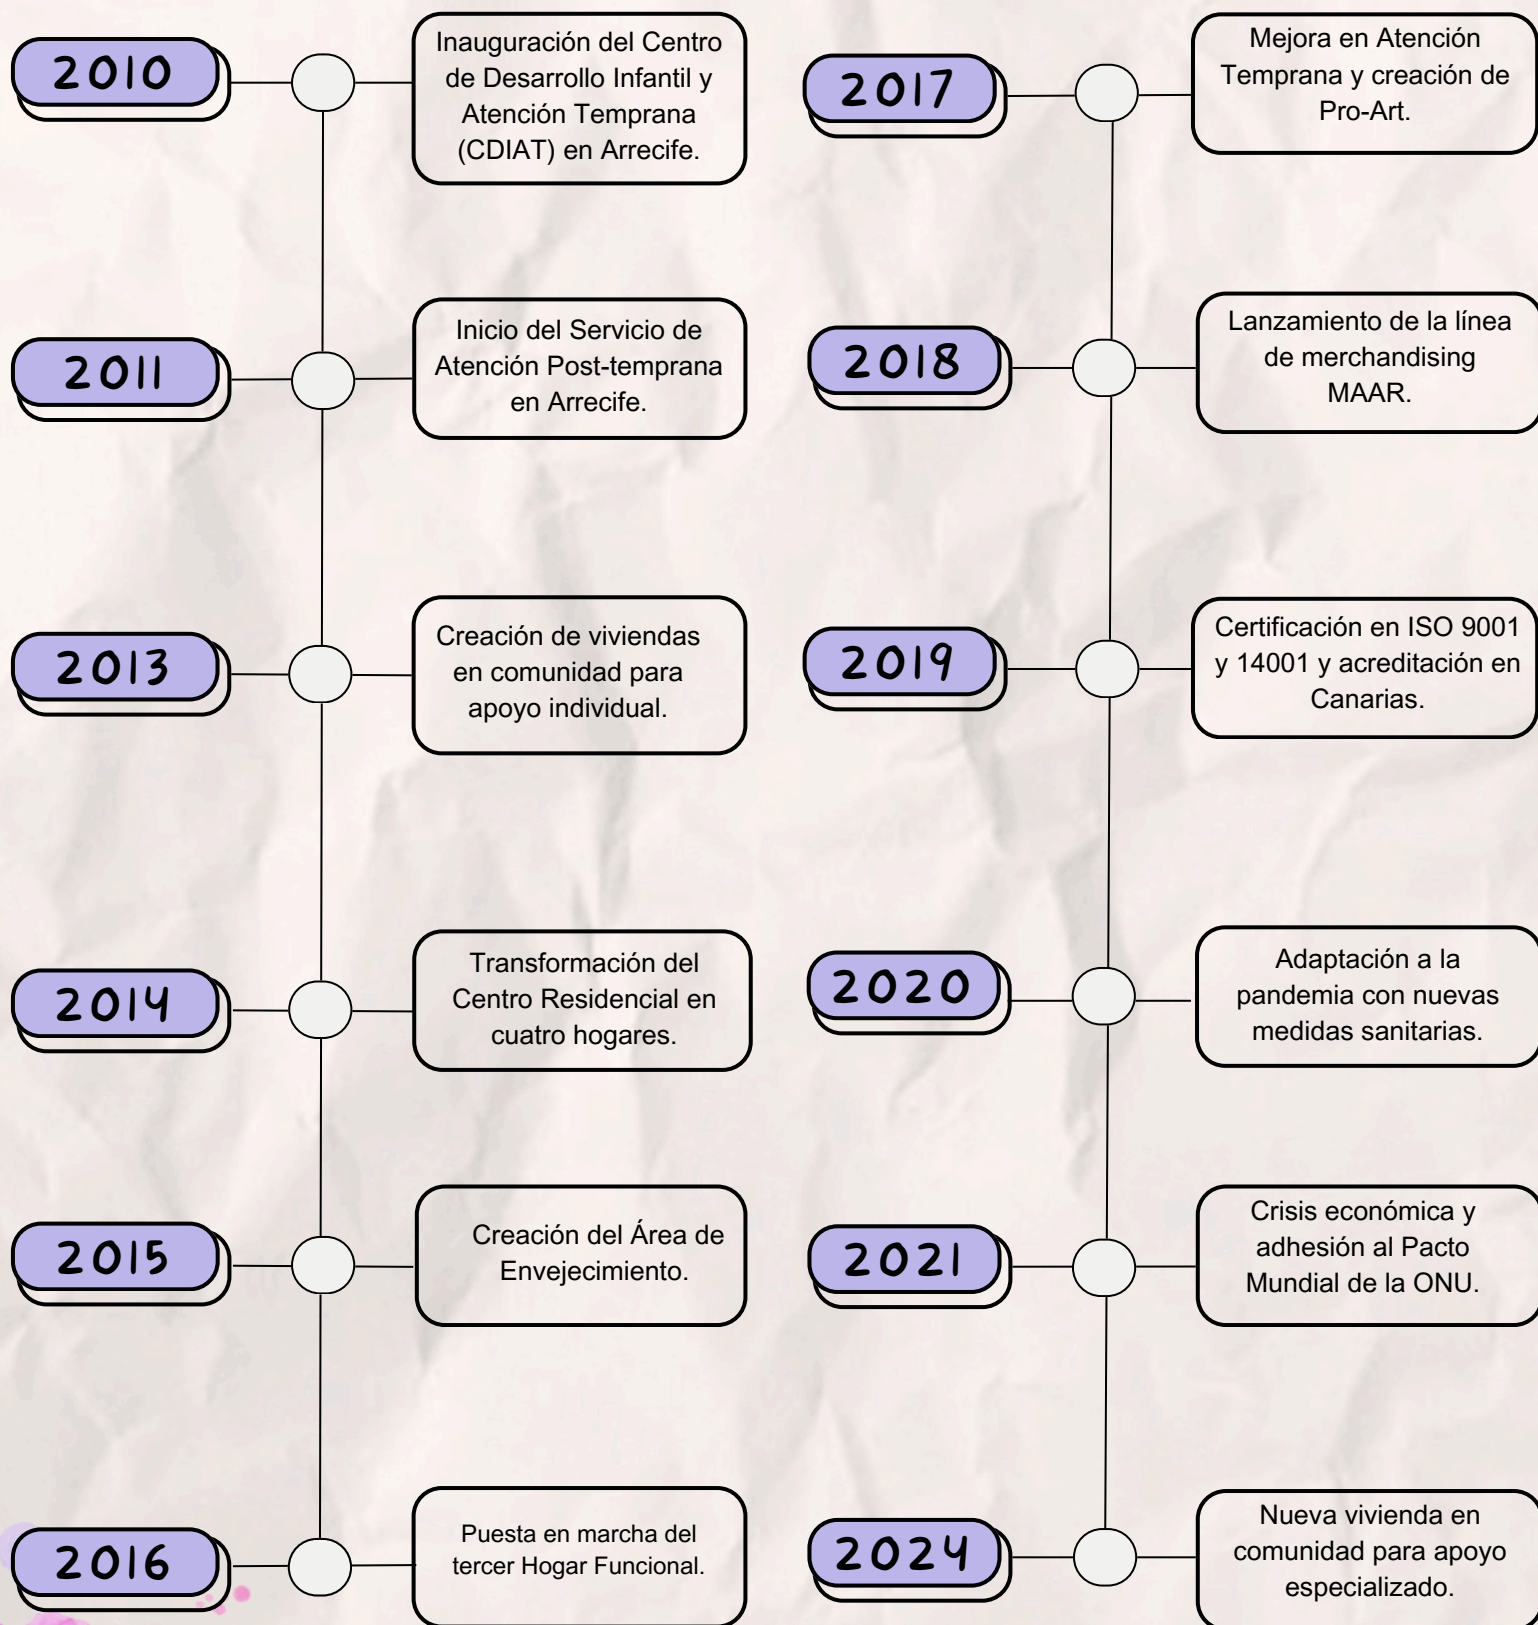 2010
Inauguración del Centro
de Desarrollo Infantil y
Atención Temprana
(CDIAT) en Arrecife.
2011
Inicio del Servicio de
Atención Post-temprana
en Arrecife.
2013
Creación de viviendas
en comunidad para
apoyo individual.
2014
Transformación del
Centro Residencial en
cuatro hogares.
2015
Creación del Área de
Envejecimiento.
2016
Puesta en marcha del
tercer Hogar Funcional.
2017
Mejora en Atención
Temprana y creación de
Pro-Art.
2018
Lanzamiento de la línea
de merchandising
MAAR.
2019
Certificación en ISO 9001
y 14001 y acreditación en
Canarias.
2020
Adaptación a la
pandemia con nuevas
medidas sanitarias.
2021
Crisis económica y
adhesión al Pacto
Mundial de la ONU.
2024
Nueva vivienda en
comunidad para apoyo
especializado.